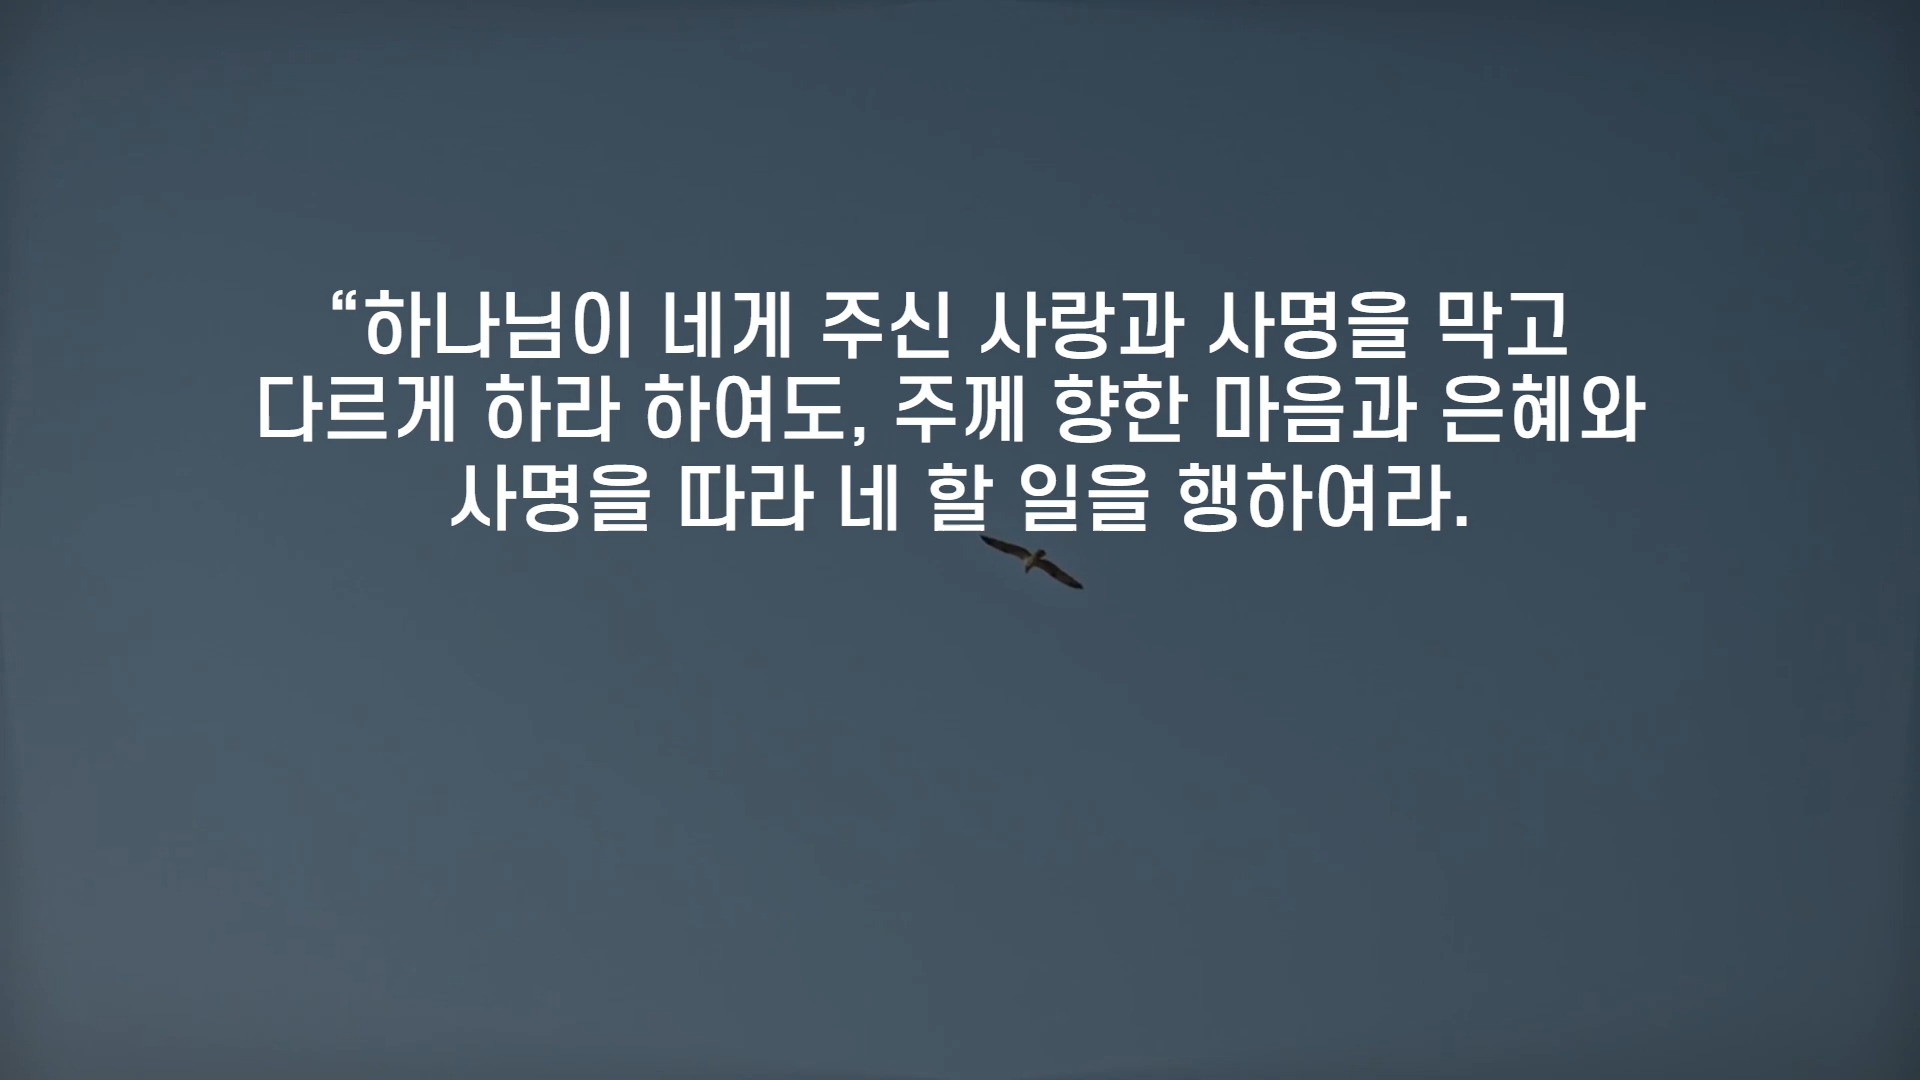 “하나님이 네게 주신 사랑과 사명을 막고
다르게 하라 하여도, 주께 향한 마음과 은혜와
사명을 따라 네 할 일을 행하여라.